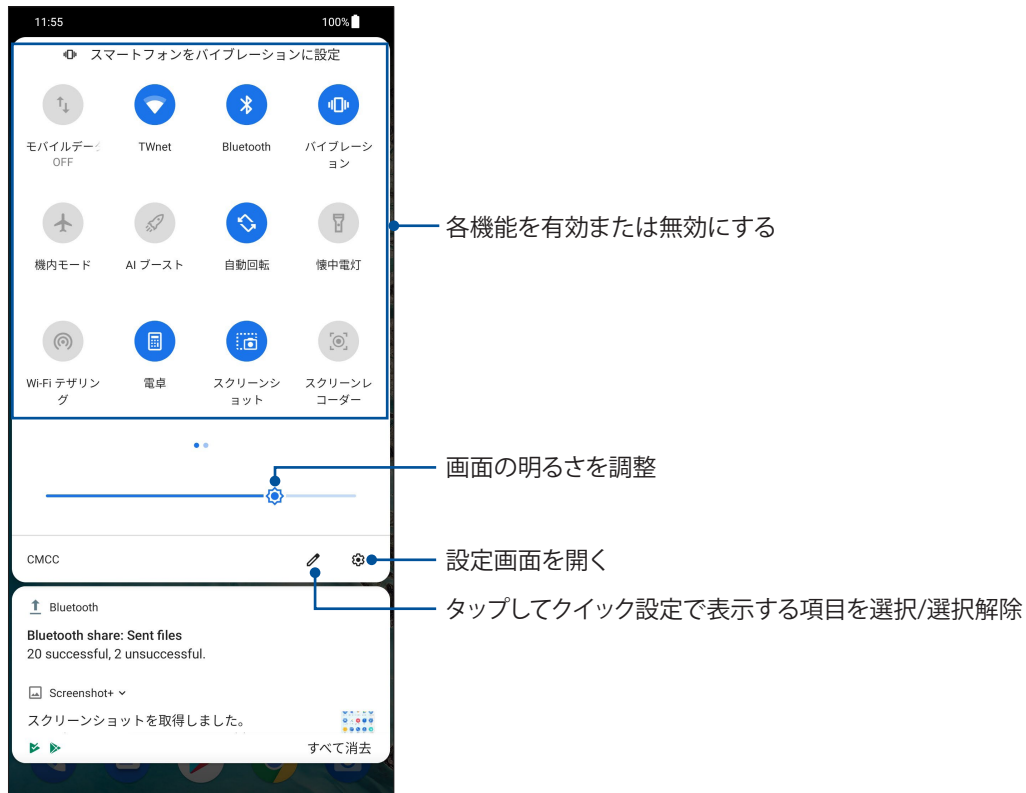 11:55 100%
スマートフォンをバイブレーションに設定
モバイルデー
OFF
TWnet
Bluetooth
バイブレーシ
ョン
各機能を有効または無効にする
機内モード
AI ブースト
自動回転
懐中電灯
Wi-Fi テザリン
グ
電卓
スクリーンシ
ョット
スクリーンレ
コーダー
画面の明るさを調整
CMCC
設定画面を開く
タップしてクイック設定で表示する項目を選択/選択解除
Bluetooth
Bluetooth share: Sent files
20 successful, 2 unsuccessful.
Screenshot+
スクリーンショットを取得しました。
すべて消去